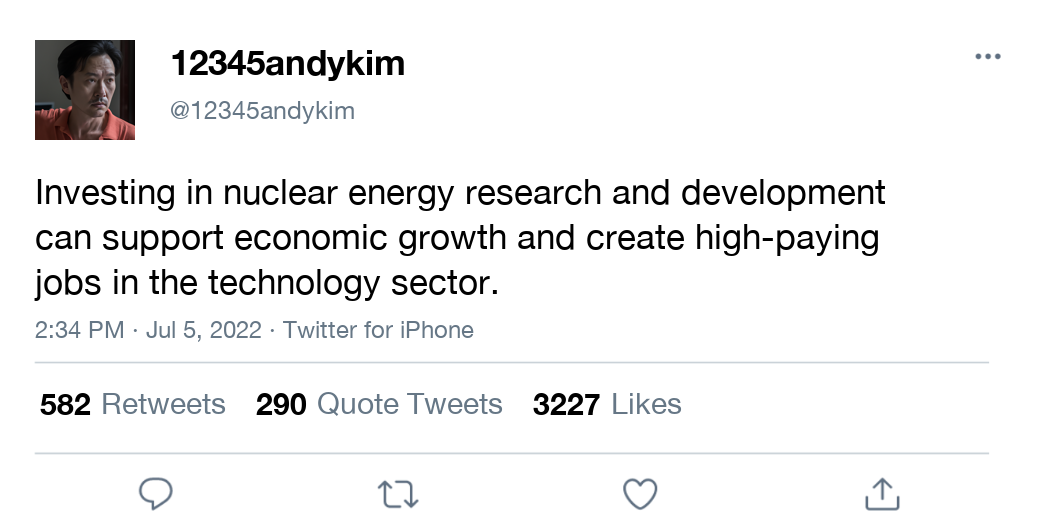 12345andykim
@12345andykim
Investing in nuclear energy research and development
can support economic growth and create high-paying
jobs in the technology sector.
2:34 PM · Jul 5, 2022 · Twitter for iPhone
582 Retweets 290 Quote Tweets 3227 Likes